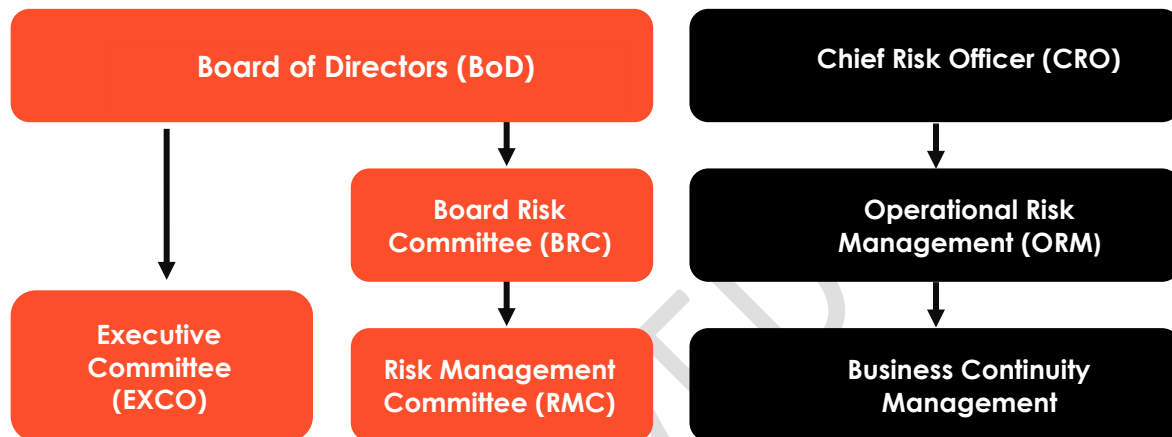 Board of Directors (BoD)
Chief Risk Officer (CRO)
Board Risk
Committee (BRC)
Operational Risk
Management (ORM)
Executive
Committee
(EXCO)
Risk Management
Committee (RMC)
Business Continuity
Management